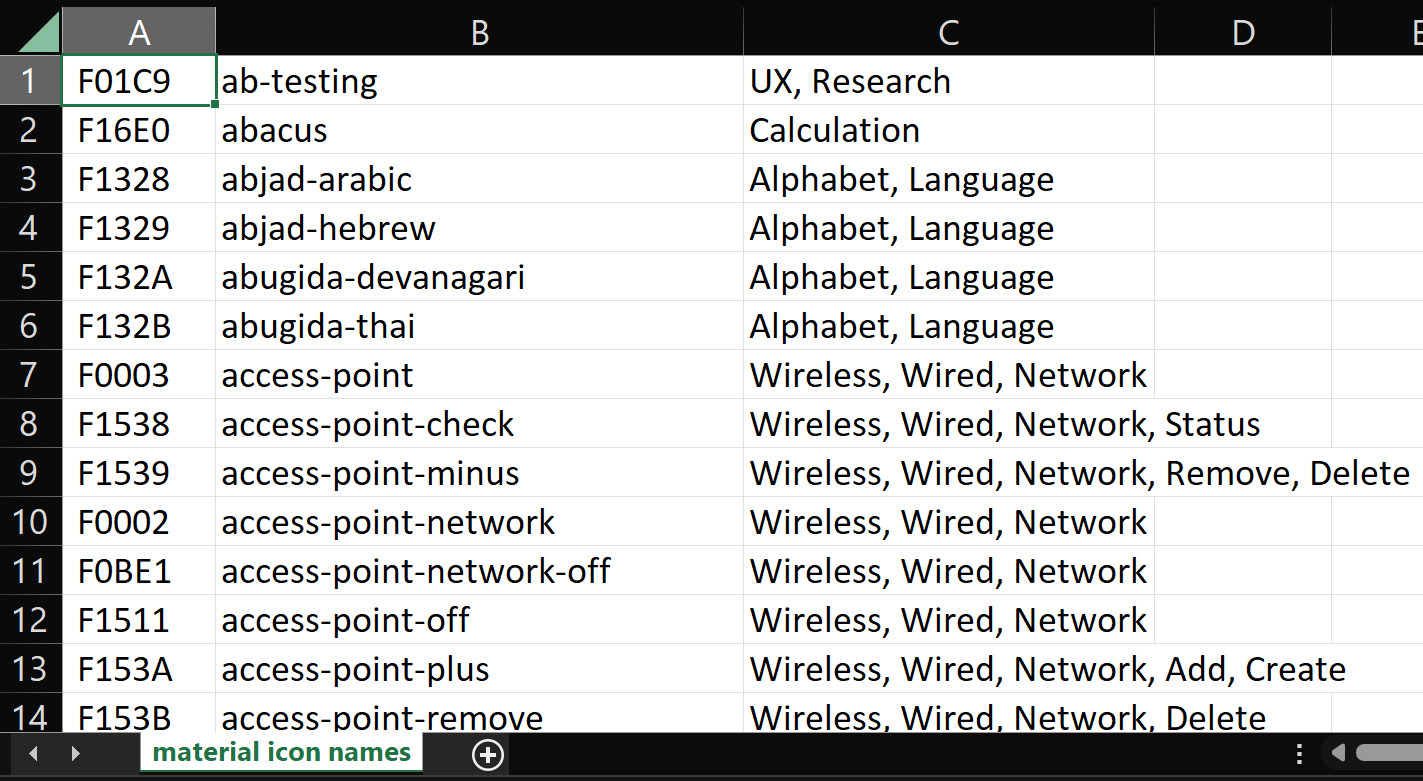 A B C D E
1 F01C9 ab-testing UX, Research
2 F16E0 abacus Calculation
3 F1328 abjad-arabic Alphabet, Language
4 F1329 abjad-hebrew Alphabet, Language
5 F132A abugida-devanagari Alphabet, Language
6 F132B abugida-thai Alphabet, Language
7 F0003 access-point Wireless, Wired, Network
8 F1538 access-point-check Wireless, Wired, Network, Status
9 F1539 access-point-minus Wireless, Wired, Network, Remove, Delete
10 F0002 access-point-network Wireless, Wired, Network
11 F0BE1 access-point-network-off Wireless, Wired, Network
12 F1511 access-point-off Wireless, Wired, Network
13 F153A access-point-plus Wireless, Wired, Network, Add, Create
14 F153B access-point-remove Wireless, Wired, Network, Delete
material icon names